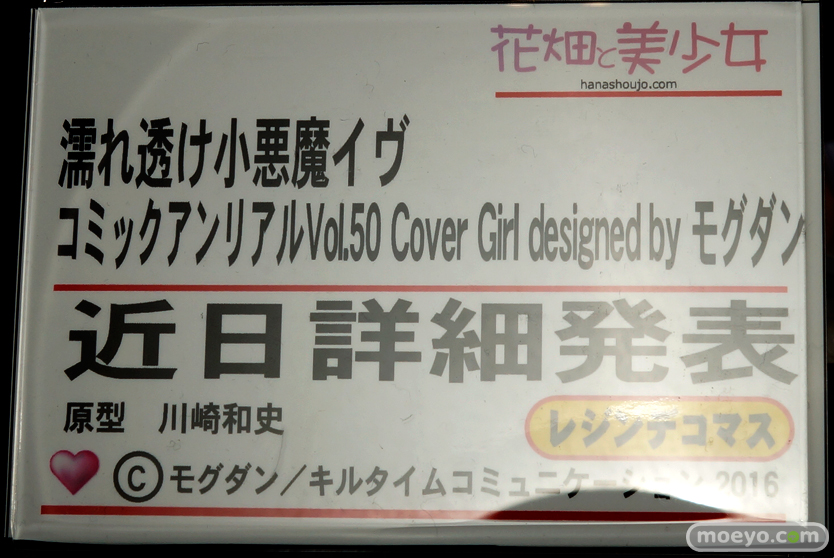 花畑と美少女
hanashoujo.com
濡れ透け小悪魔イヴ
コミックアンリアルVol.50 Cover Girl designed by モグダン
近日詳細発表
原型　川崎和史
レジンデコマス
©モグダン／キルタイムコミュニケーション 2016
moeyo.com